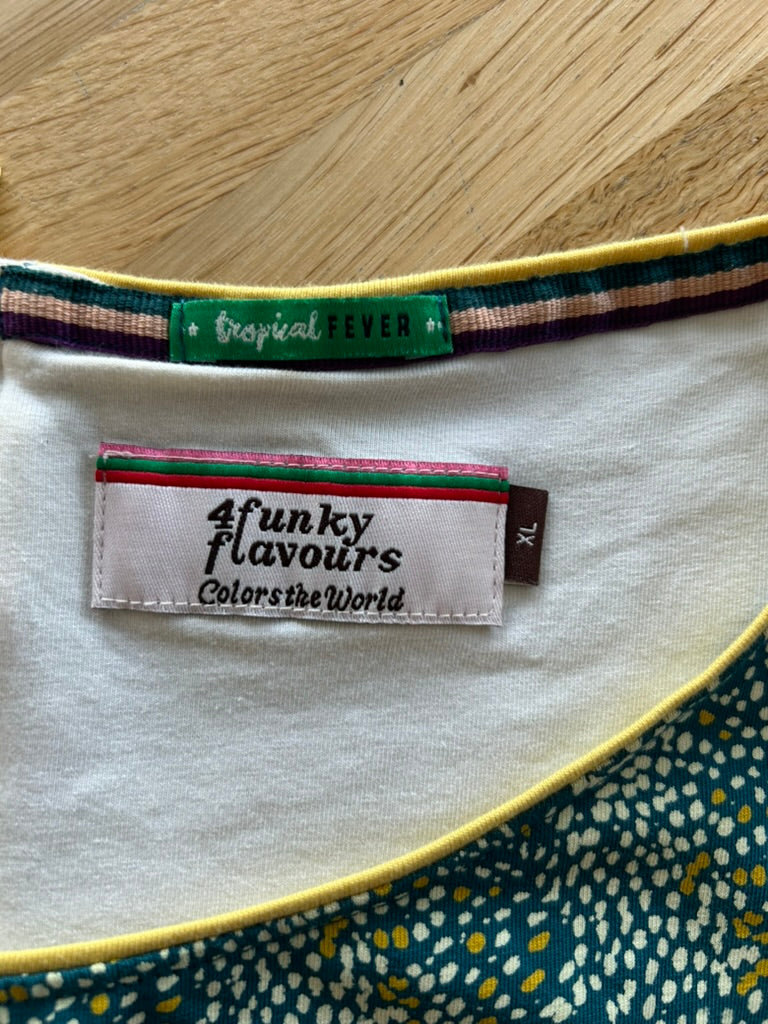 tropical FEVER
4funky
flavours
Colors the World
XL